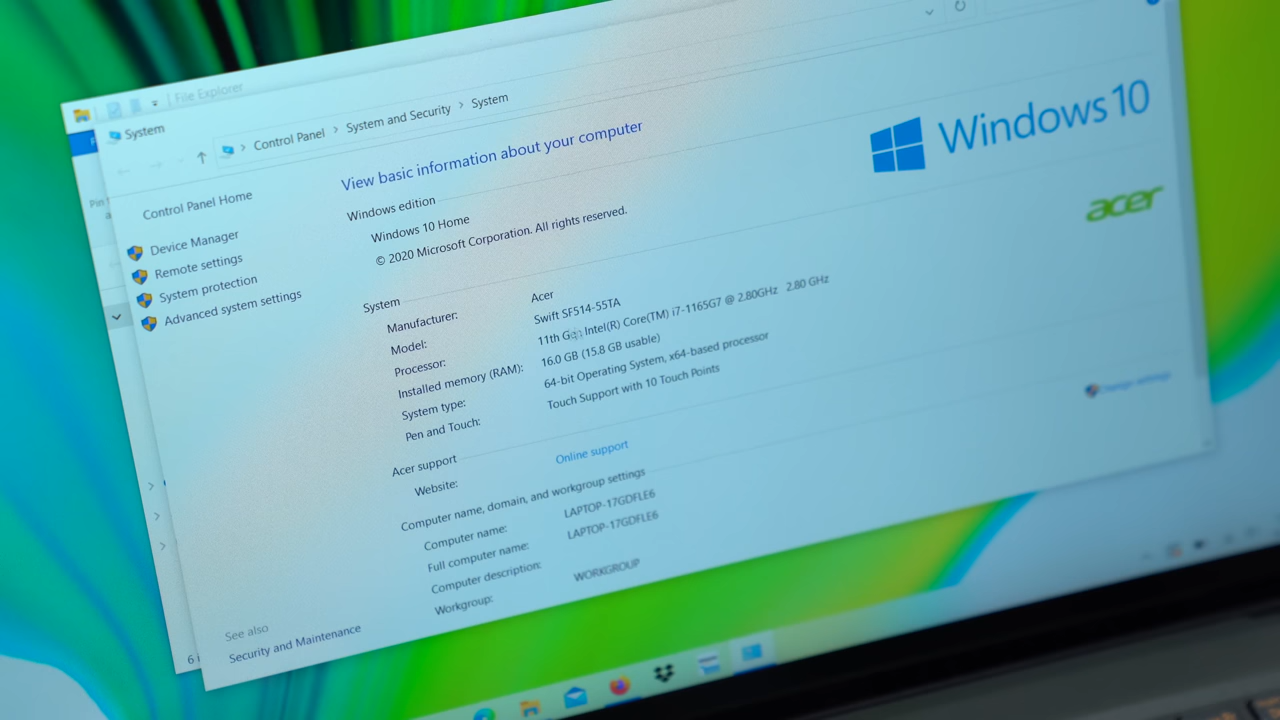 File Explorer
System
Control Panel > System and Security > System
Control Panel Home
Device Manager
Remote settings
System protection
Advanced system settings
See also
Security and Maintenance
View basic information about your computer
Windows edition
Windows 10 Home
© 2020 Microsoft Corporation. All rights reserved.
Windows 10
acer
System
Manufacturer: Acer
Model: Swift SF514-55TA
Processor: 11th Gen Intel(R) Core(TM) i7-1165G7 @ 2.80GHz 2.80 GHz
Installed memory (RAM): 16.0 GB (15.8 GB usable)
System type: 64-bit Operating System, x64-based processor
Pen and Touch: Touch Support with 10 Touch Points
Acer support
Website: Online support
Computer name, domain, and workgroup settings
Computer name: LAPTOP-17GDFLE6
Change settings
Full computer name: LAPTOP-17GDFLE6
Computer description:
Workgroup: WORKGROUP